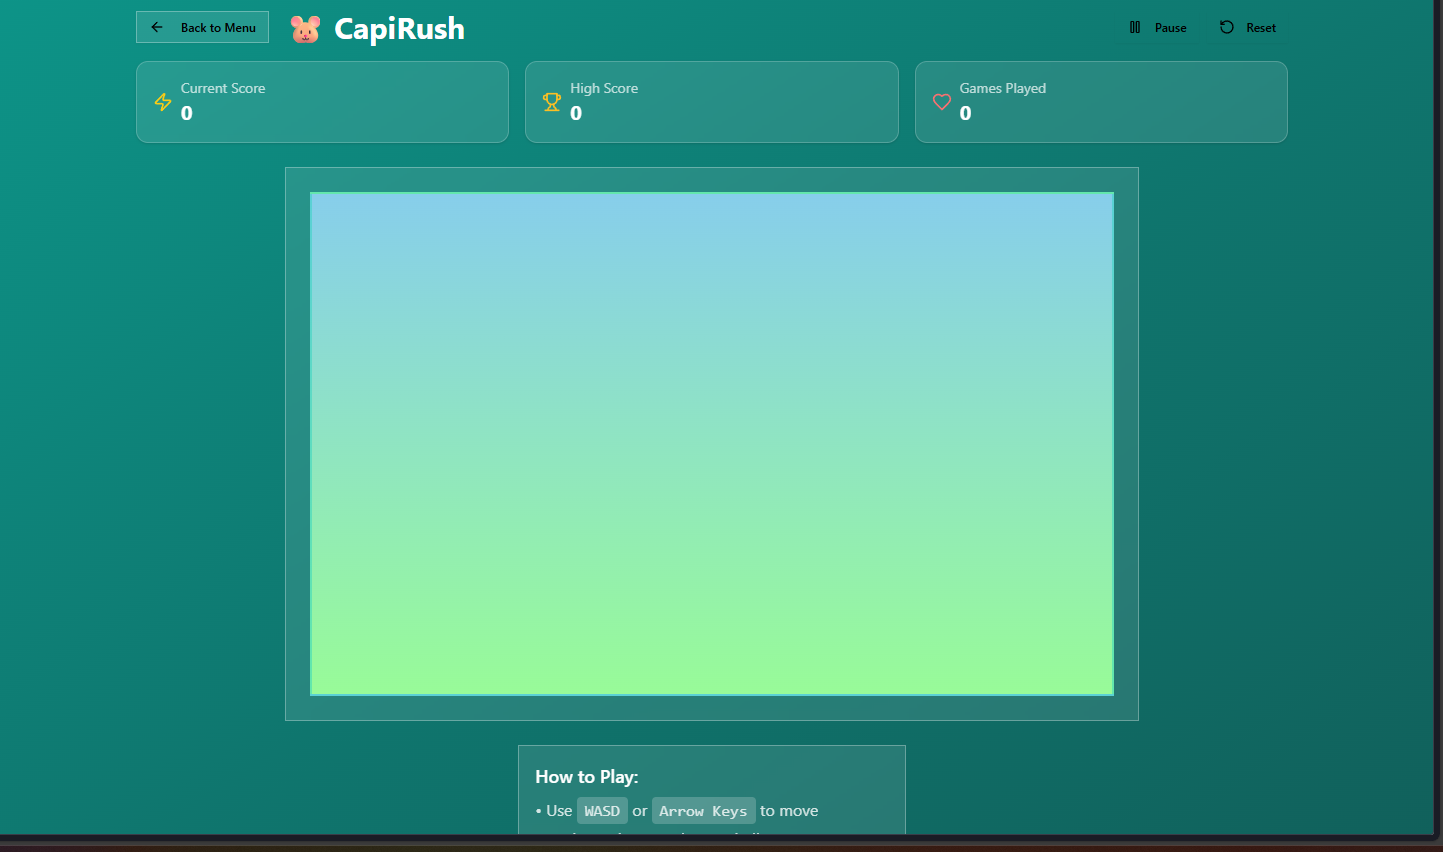 Back to Menu
CapiRush
Pause
Reset
Current Score
0
High Score
0
Games Played
0
How to Play:
• Use WASD or Arrow Keys to move